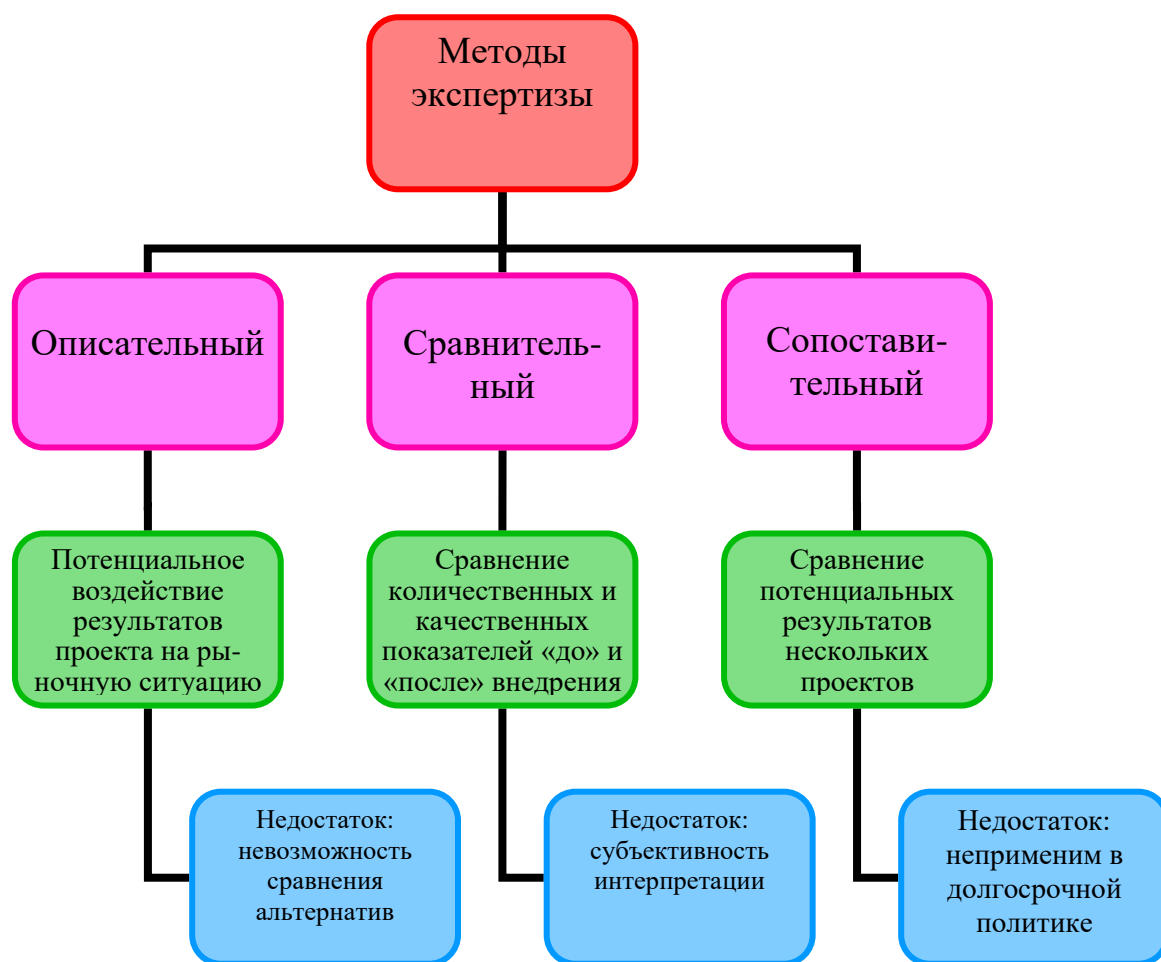 Методы
экспертизы
Описательный
Сравнитель-
ный
Сопостави-
тельный
Потенциальное
воздействие
результатов
проекта на ры-
ночную ситуацию
Сравнение
количественных и
качественных
показателей «до» и
«после» внедрения
Сравнение
потенциальных
результатов
нескольких
проектов
Недостаток:
невозможность
сравнения
альтернатив
Недостаток:
субъективность
интерпретации
Недостаток:
неприменим в
долгосрочной
политике